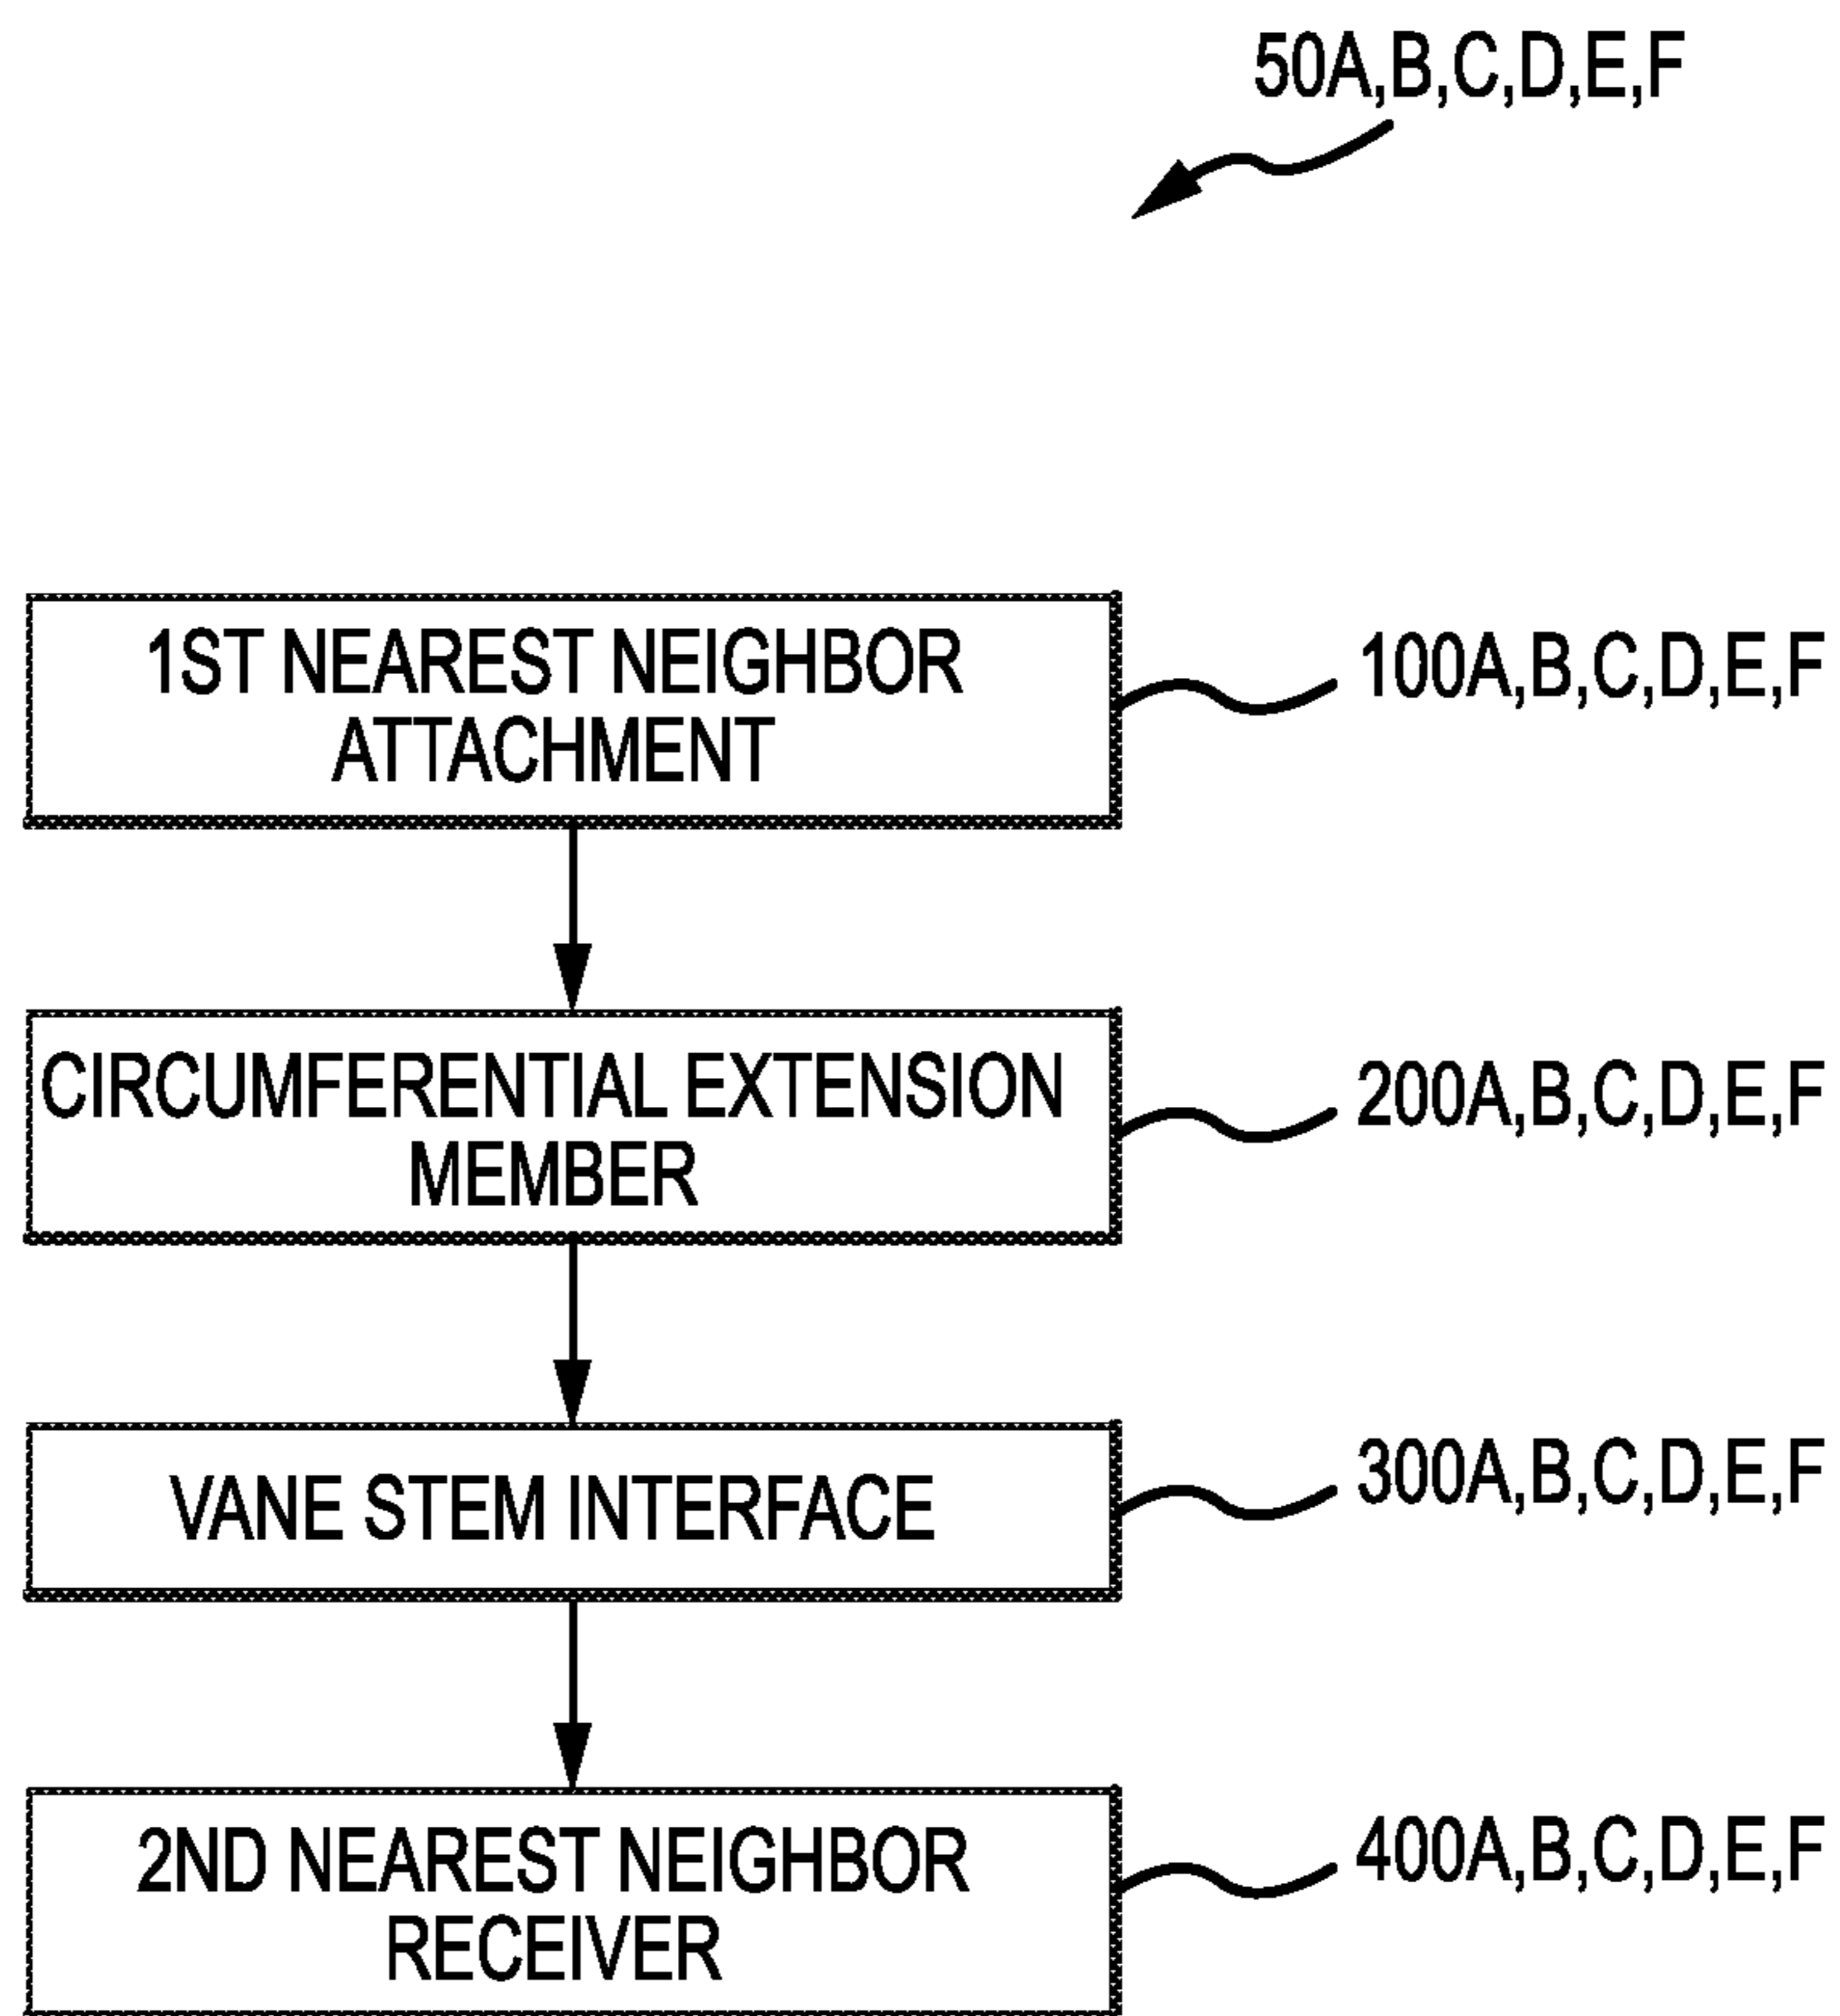 50A,B,C,D,E,F
1ST NEAREST NEIGHBOR
ATTACHMENT
100A,B,C,D,E,F
CIRCUMFERENTIAL EXTENSION
MEMBER
200A,B,C,D,E,F
VANE STEM INTERFACE
300A,B,C,D,E,F
2ND NEAREST NEIGHBOR
RECEIVER
400A,B,C,D,E,F